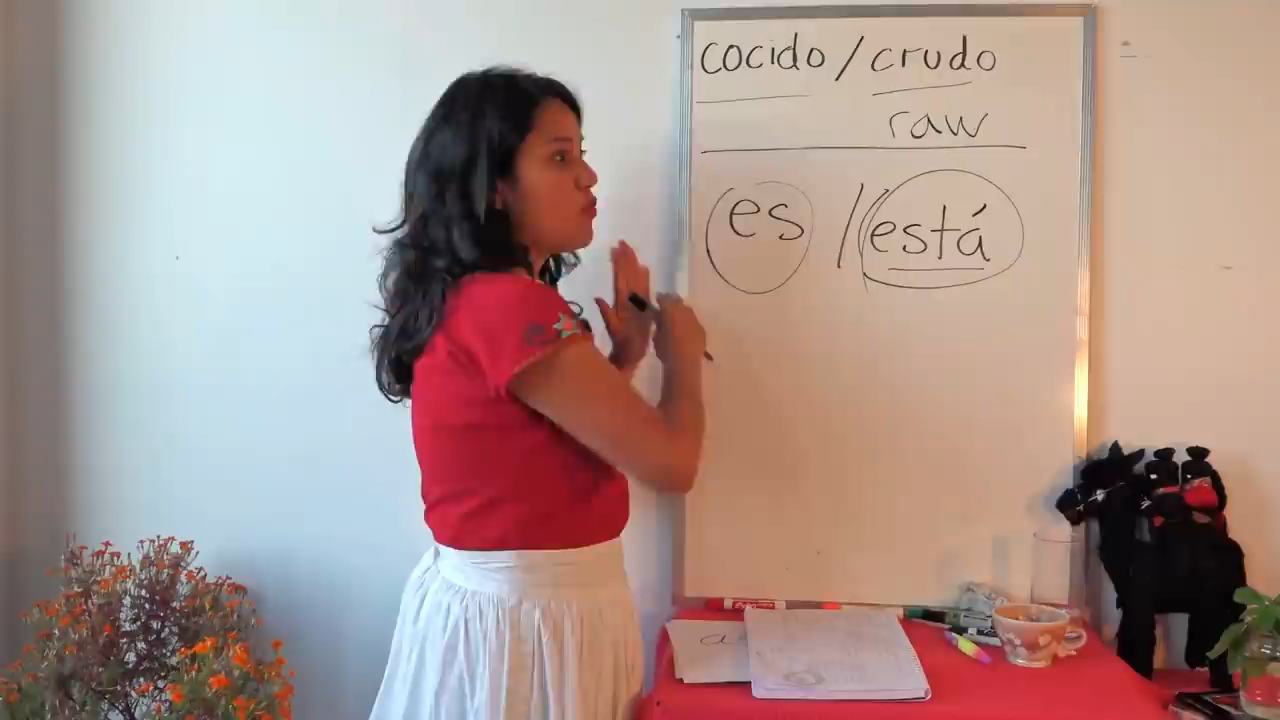 cocido / crudo
raw
es / está
a